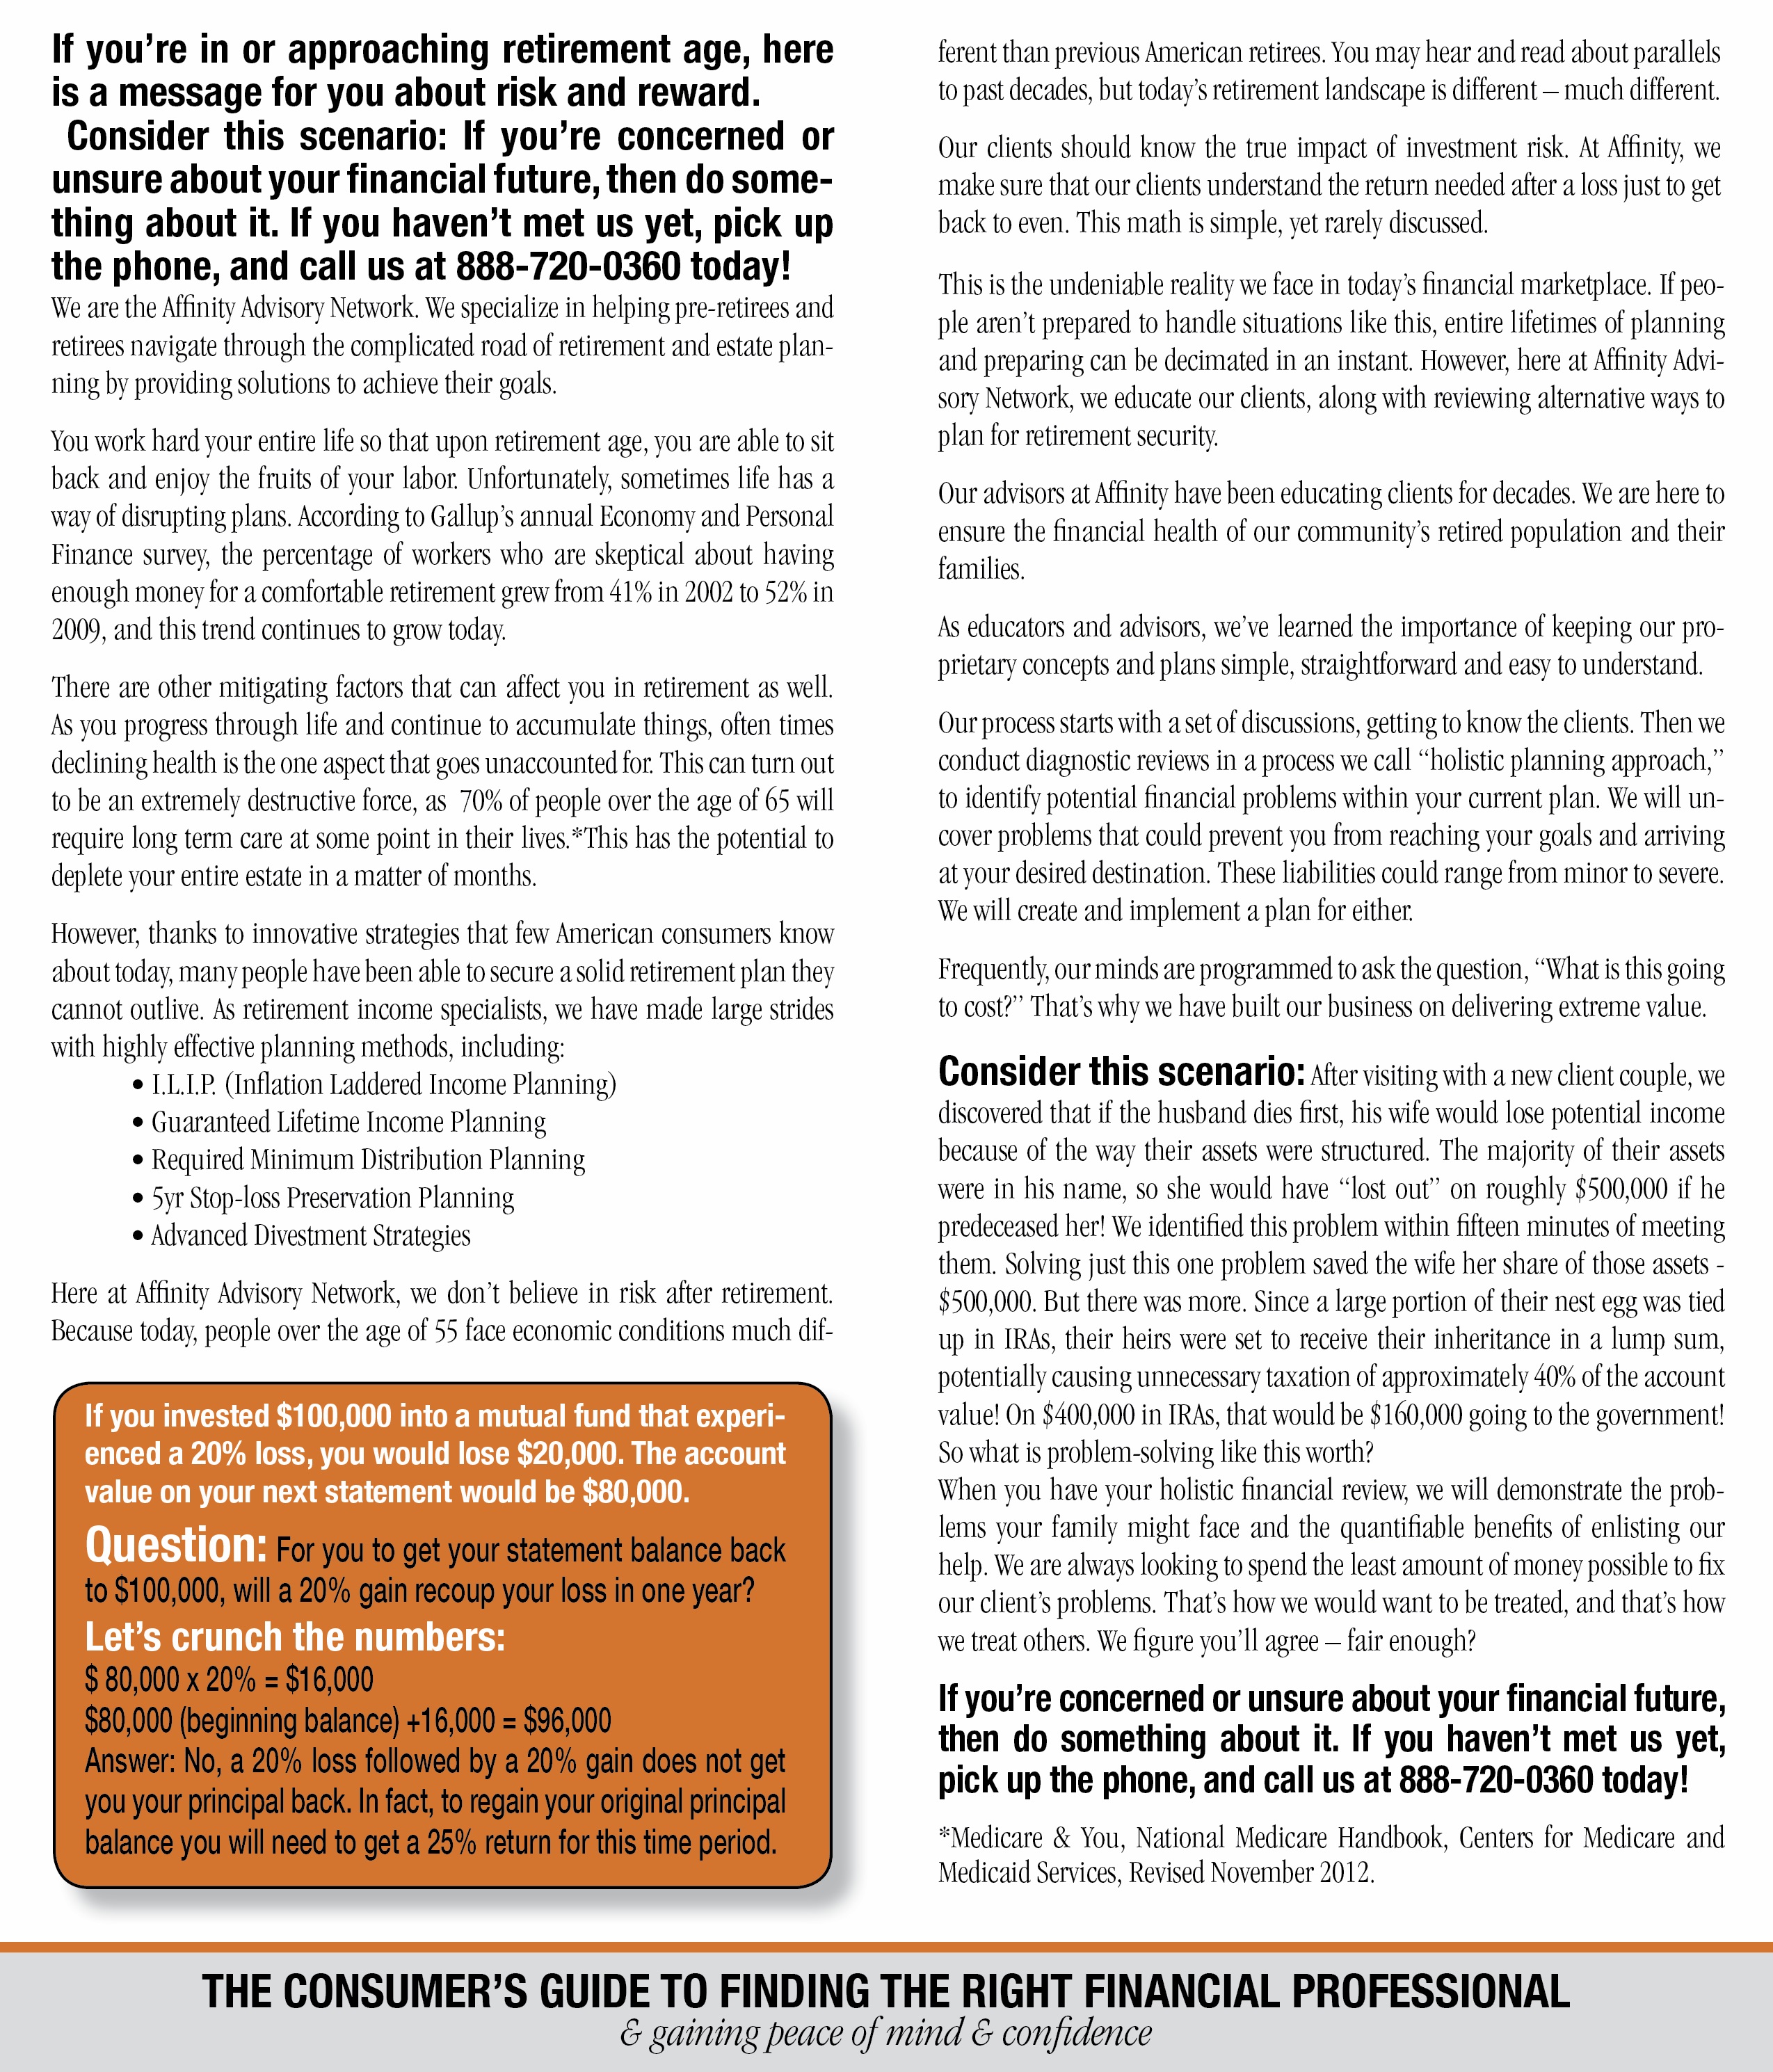 If you're in or approaching retirement age, here
is a message for you about risk and reward.
Consider this scenario: If you're concerned or
unsure about your financial future, then do some-
thing about it. If you haven't met us yet, pick up
the phone, and call us at 888-720-0360 today!
We are the Affinity Advisory Network. We specialize in helping pre-retirees and
retirees navigate through the complicated road of retirement and estate plan-
ning by providing solutions to achieve their goals.
You work hard your entire life so that upon retirement age, you are able to sit
back and enjoy the fruits of your labor. Unfortunately, sometimes life has a
way of disrupting plans. According to Gallup's annual Economy and Personal
Finance survey, the percentage of workers who are skeptical about having
enough money for a comfortable retirement grew from 41% in 2002 to 52% in
2009, and this trend continues to grow today.
There are other mitigating factors that can affect you in retirement as well.
As you progress through life and continue to accumulate things, often times
declining health is the one aspect that goes unaccounted for. This can turn out
to be an extremely destructive force, as 70% of people over the age of 65 will
require long term care at some point in their lives.*This has the potential to
deplete your entire estate in a matter of months.
However, thanks to innovative strategies that few American consumers know
about today, many people have been able to secure a solid retirement plan they
cannot outlive. As retirement income specialists, we have made large strides
with highly effective planning methods, including:
• I.L.I.P. (Inflation Laddered Income Planning)
• Guaranteed Lifetime Income Planning
• Required Minimum Distribution Planning
• 5yr Stop-loss Preservation Planning
• Advanced Divestment Strategies
Here at Affinity Advisory Network, we don't believe in risk after retirement.
Because today, people over the age of 55 face economic conditions much dif-
If you invested $100,000 into a mutual fund that experi-
enced a 20% loss, you would lose $20,000. The account
value on your next statement would be $80,000.
Question: For you to get your statement balance back
to $100,000, will a 20% gain recoup your loss in one year?
Let's crunch the numbers:
$ 80,000 x 20% = $16,000
$80,000 (beginning balance) +16,000 = $96,000
Answer: No, a 20% loss followed by a 20% gain does not get
you your principal back. In fact, to regain your original principal
balance you will need to get a 25% return for this time period.
ferent than previous American retirees. You may hear and read about parallels
to past decades, but today's retirement landscape is different – much different.
Our clients should know the true impact of investment risk. At Affinity, we
make sure that our clients understand the return needed after a loss just to get
back to even. This math is simple, yet rarely discussed.
This is the undeniable reality we face in today's financial marketplace. If peo-
ple aren't prepared to handle situations like this, entire lifetimes of planning
and preparing can be decimated in an instant. However, here at Affinity Advi-
sory Network, we educate our clients, along with reviewing alternative ways to
plan for retirement security.
Our advisors at Affinity have been educating clients for decades. We are here to
ensure the financial health of our community's retired population and their
families.
As educators and advisors, we've learned the importance of keeping our pro-
prietary concepts and plans simple, straightforward and easy to understand.
Our process starts with a set of discussions, getting to know the clients. Then we
conduct diagnostic reviews in a process we call "holistic planning approach,"
to identify potential financial problems within your current plan. We will un-
cover problems that could prevent you from reaching your goals and arriving
at your desired destination. These liabilities could range from minor to severe.
We will create and implement a plan for either.
Frequently, our minds are programmed to ask the question, "What is this going
to cost?" That's why we have built our business on delivering extreme value.
Consider this scenario: After visiting with a new client couple, we
discovered that if the husband dies first, his wife would lose potential income
because of the way their assets were structured. The majority of their assets
were in his name, so she would have "lost out" on roughly $500,000 if he
predeceased her! We identified this problem within fifteen minutes of meeting
them. Solving just this one problem saved the wife her share of those assets -
$500,000. But there was more. Since a large portion of their nest egg was tied
up in IRAs, their heirs were set to receive their inheritance in a lump sum,
potentially causing unnecessary taxation of approximately 40% of the account
value! On $400,000 in IRAs, that would be $160,000 going to the government!
So what is problem-solving like this worth?
When you have your holistic financial review, we will demonstrate the prob-
lems your family might face and the quantifiable benefits of enlisting our
help. We are always looking to spend the least amount of money possible to fix
our client's problems. That's how we would want to be treated, and that's how
we treat others. We figure you'll agree – fair enough?
If you're concerned or unsure about your financial future,
then do something about it. If you haven't met us yet,
pick up the phone, and call us at 888-720-0360 today!
*Medicare & You, National Medicare Handbook, Centers for Medicare and
Medicaid Services, Revised November 2012.
THE CONSUMER'S GUIDE TO FINDING THE RIGHT FINANCIAL PROFESSIONAL
& gaining peace of mind & confidence